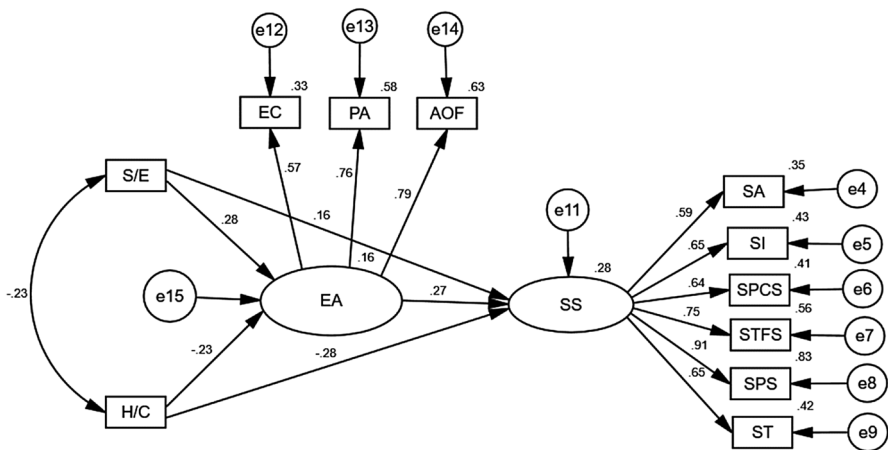 e12
e13
e14
.33
.58
.63
EC
PA
AOF
.57
.76
.79
S/E
.28
.16
-.23
e15
.16
EA
.27
-.23
-.28
H/C
e11
.28
SS
.35
.59
SA
e4
.43
.65
SI
e5
.41
.64
SPCS
e6
.56
.75
STFS
e7
.83
.91
SPS
e8
.42
.65
ST
e9